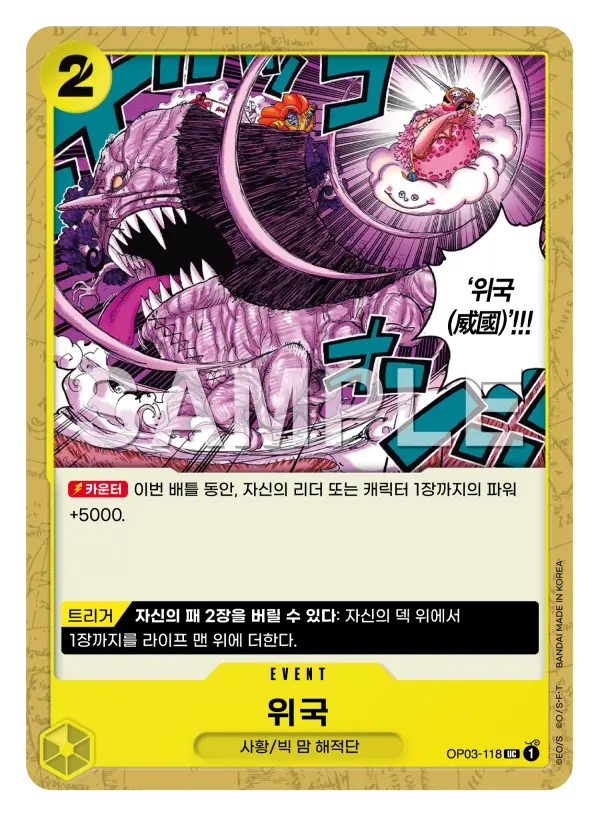 2
ゴ
ッ
コ
‘위국
(威國)’!!!
SAMPLE
카운터 이번 배틀 동안, 자신의 리더 또는 캐릭터 1장까지의 파워
+5000.
트리거 자신의 패 2장을 버릴 수 있다: 자신의 덱 위에서
1장까지를 라이프 맨 위에 더한다.
EVENT
위국
사황/빅 맘 해적단
OP03-118 UC 1
©E.O/S ©O/S·F·T BANDAI MADE IN KOREA